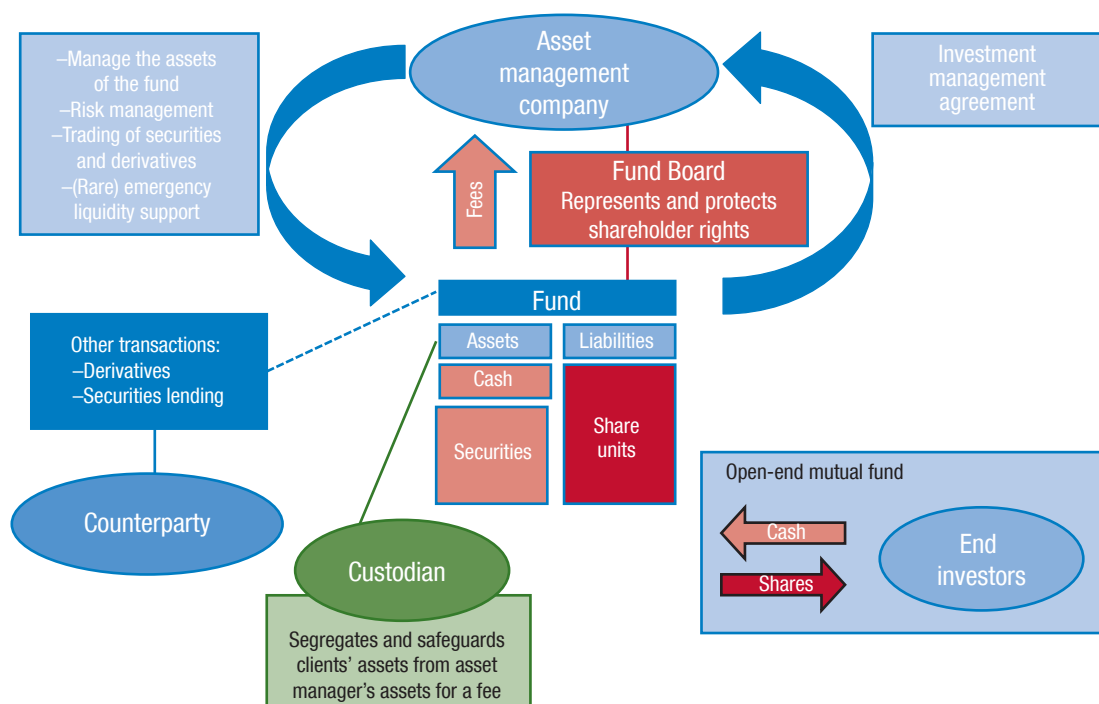 –Manage the assets
of the fund
–Risk management
–Trading of securities
and derivatives
–(Rare) emergency
liquidity support
Asset
management
company
Investment
management
agreement
Fees
Fund Board
Represents and protects
shareholder rights
Fund
Assets
Liabilities
Cash
Securities
Share
units
Other transactions:
–Derivatives
–Securities lending
Counterparty
Custodian
Segregates and safeguards
clients’ assets from asset
manager’s assets for a fee
Open-end mutual fund
Cash
Shares
End
investors